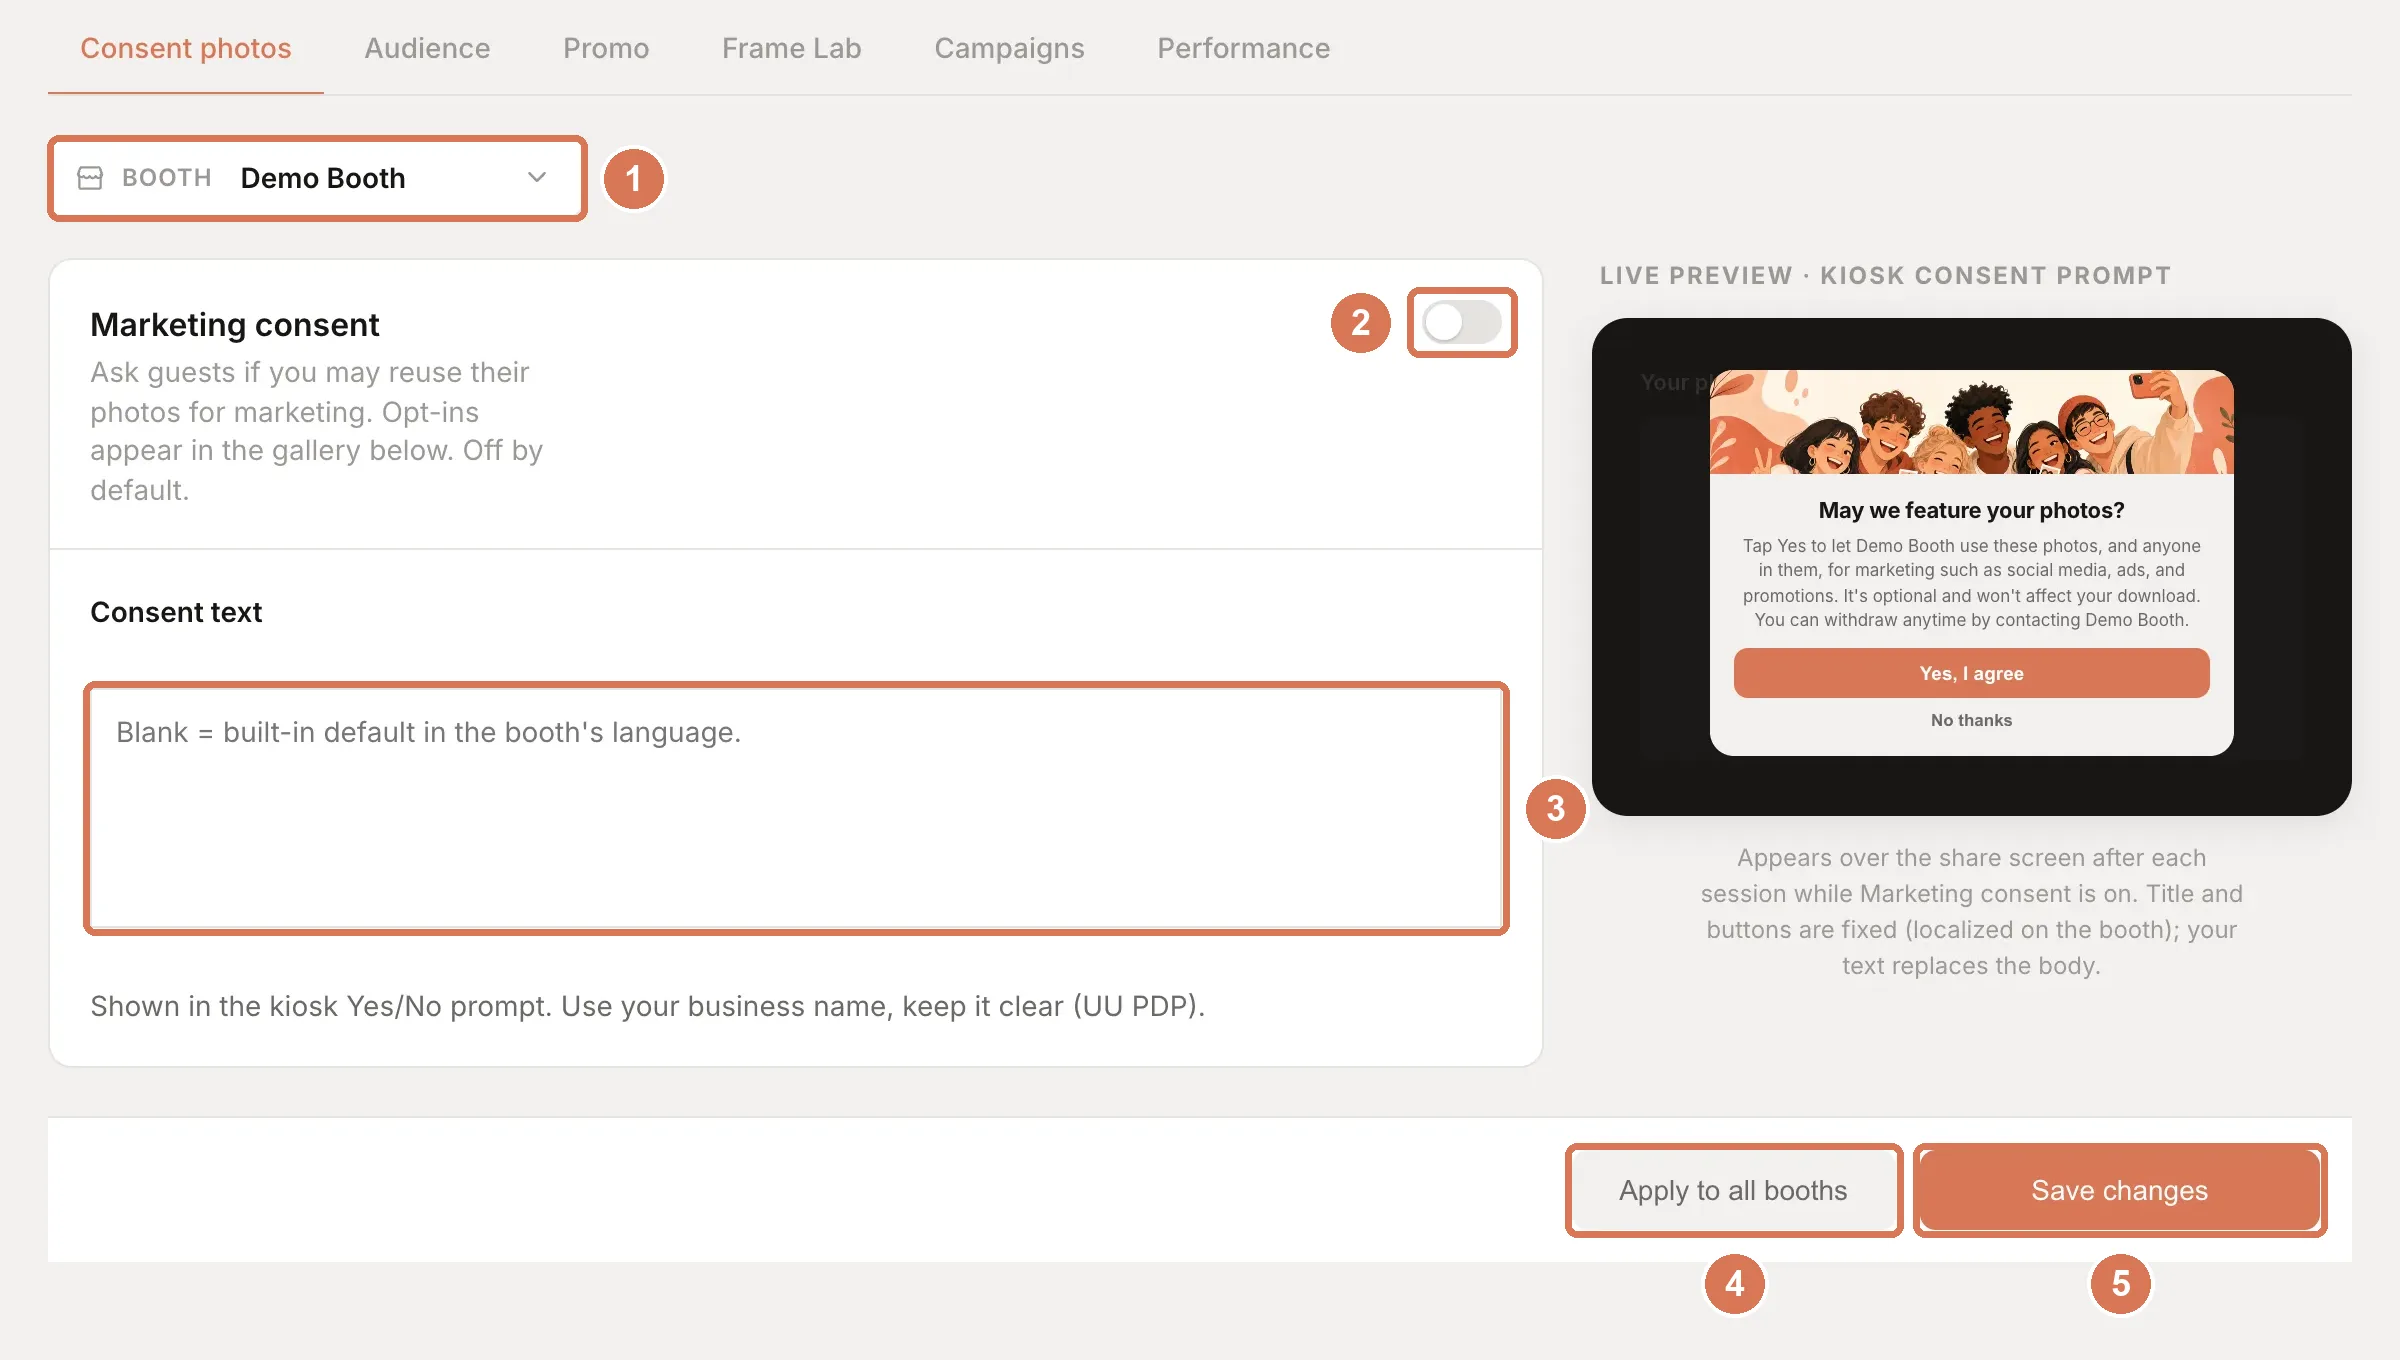 Consent photos Audience Promo Frame Lab Campaigns Performance
BOOTH Demo Booth
1
Marketing consent
2
Ask guests if you may reuse their
photos for marketing. Opt-ins
appear in the gallery below. Off by
default.
Consent text
Blank = built-in default in the booth's language.
3
Shown in the kiosk Yes/No prompt. Use your business name, keep it clear (UU PDP).
LIVE PREVIEW · KIOSK CONSENT PROMPT
Your
May we feature your photos?
Tap Yes to let Demo Booth use these photos, and anyone
in them, for marketing such as social media, ads, and
promotions. It's optional and won't affect your download.
You can withdraw anytime by contacting Demo Booth.
Yes, I agree
No thanks
Appears over the share screen after each
session while Marketing consent is on. Title and
buttons are fixed (localized on the booth); your
text replaces the body.
Apply to all booths
Save changes
4
5